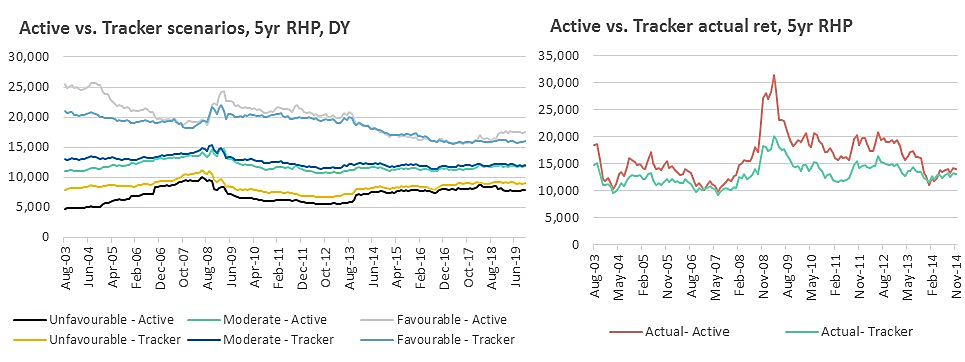 Active vs. Tracker scenarios, 5yr RHP, DY
30,000
25,000
20,000
15,000
10,000
5,000
0
Aug-03
Jun-04
Apr-05
Feb-06
Dec-06
Oct-07
Aug-08
Jun-09
Apr-10
Feb-11
Dec-11
Oct-12
Aug-13
Jun-14
Apr-15
Feb-16
Dec-16
Oct-17
Aug-18
Jun-19
Unfavourable - Active
Moderate - Active
Favourable - Active
Unfavourable - Tracker
Moderate - Tracker
Favourable - Tracker
Active vs. Tracker actual ret, 5yr RHP
35,000
30,000
25,000
20,000
15,000
10,000
5,000
0
Aug-03
May-04
Feb-05
Nov-05
Aug-06
May-07
Feb-08
Nov-08
Aug-09
May-10
Feb-11
Nov-11
Aug-12
May-13
Feb-14
Nov-14
Actual- Active
Actual- Tracker